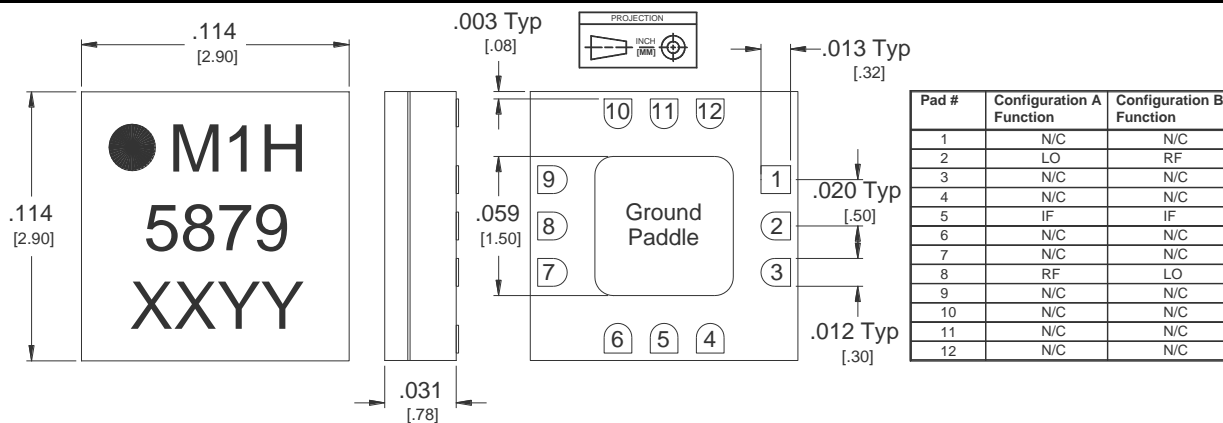 .114
[2.90]
.003 Typ
[.08]
PROJECTION
INCH
[MM]
.013 Typ
[.32]
M1H
5879
XXYY
.114
[2.90]
.031
[.78]
10 11 12
9
8
7
1
2
3
6 5 4
Ground
Paddle
.059
[1.50]
.020 Typ
[.50]
.012 Typ
[.30]
Pad # Configuration A Function Configuration B Function
1 N/C N/C
2 LO RF
3 N/C N/C
4 N/C N/C
5 IF IF
6 N/C N/C
7 N/C N/C
8 RF LO
9 N/C N/C
10 N/C N/C
11 N/C N/C
12 N/C N/C